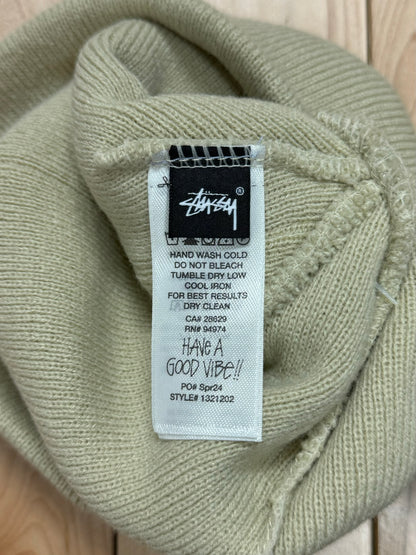 Stüssy®
HAND WASH COLD
DO NOT BLEACH
TUMBLE DRY LOW
COOL IRON
FOR BEST RESULTS
DRY CLEAN
CA# 28629
RN# 94974
HAVE A
GOOD VIBE!!
PO# Spr24
STYLE# 1321202